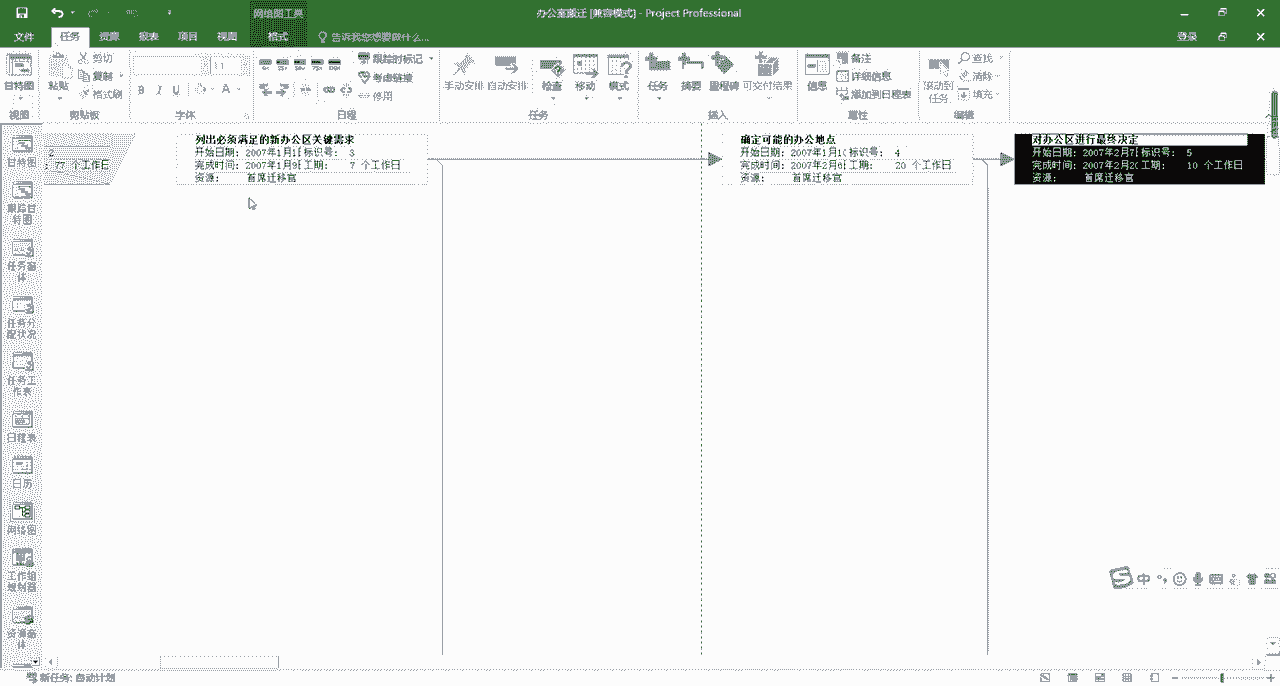 办公室搬迁 [兼容模式] - Project Professional
网络图工具
文件 任务 资源 报表 项目 视图 格式 告诉我您想要做什么... 登录
甘特图 粘贴 剪切 复制 格式刷
11
B I U A
跟踪时标记 考虑链接 停用
手动安排 自动安排 检查 移动 模式
任务 摘要 里程碑 可交付结果
信息 备注 详细信息 添加到日程表
滚动到任务 查找 清除 填充
视图 剪贴板 字体 日程 任务 插入 属性 编辑
甘特图
跟踪甘特图
任务窗体
任务分配状况
任务工作表
日程表
日历
网络图
工作组规划器
资源窗体
2
77 个工作日
列出必须满足的新办公区关键需求
开始日期: 2007年1月1 标识号: 3
完成时间: 2007年1月9 工期: 7 个工作日
资源: 首席迁移官
确定可能的办公地点
开始日期: 2007年1月1 标识号: 4
完成时间: 2007年2月6 工期: 20 个工作日
资源: 首席迁移官
对办公区进行最终决定
开始日期: 2007年2月7 标识号: 5
完成时间: 2007年2月2 工期: 10 个工作日
资源: 首席迁移官
中
新任务: 自动计划